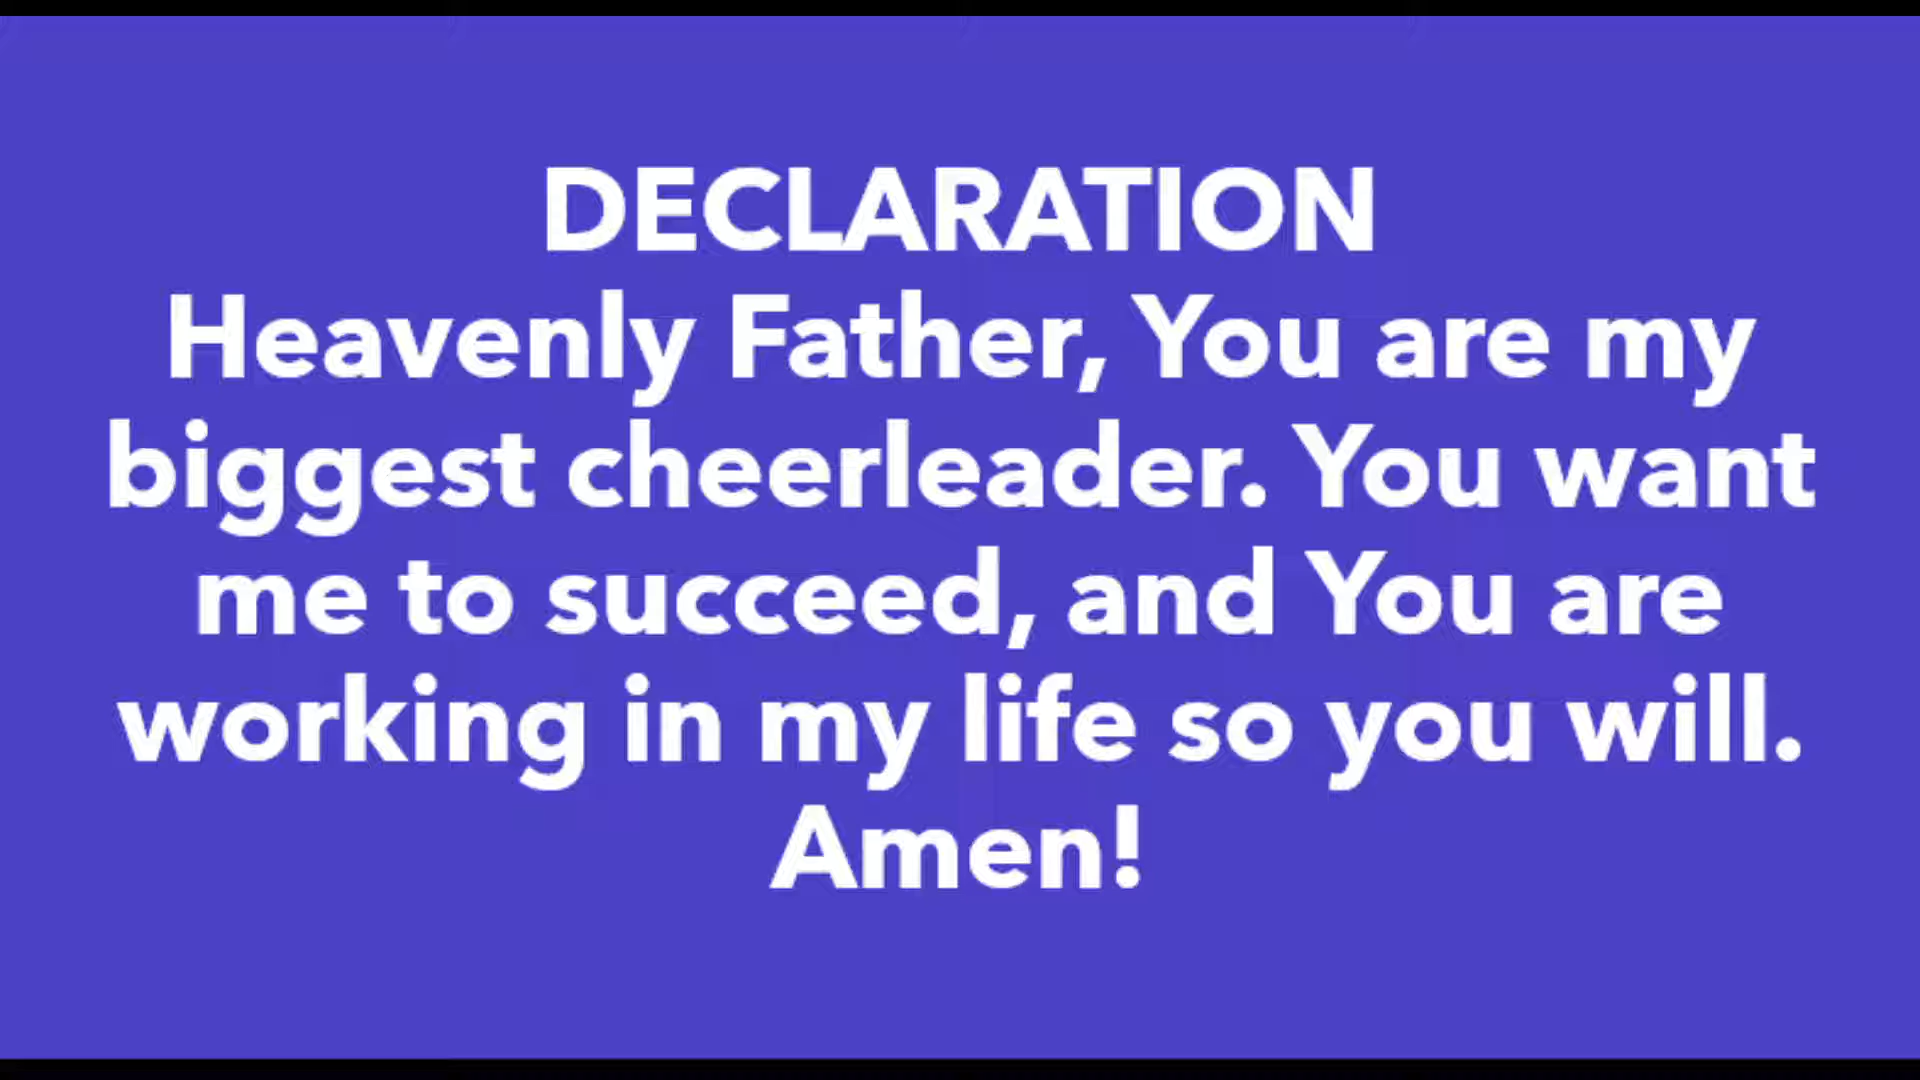 DECLARATION
Heavenly Father, You are my
biggest cheerleader. You want
me to succeed, and You are
working in my life so you will.
Amen!